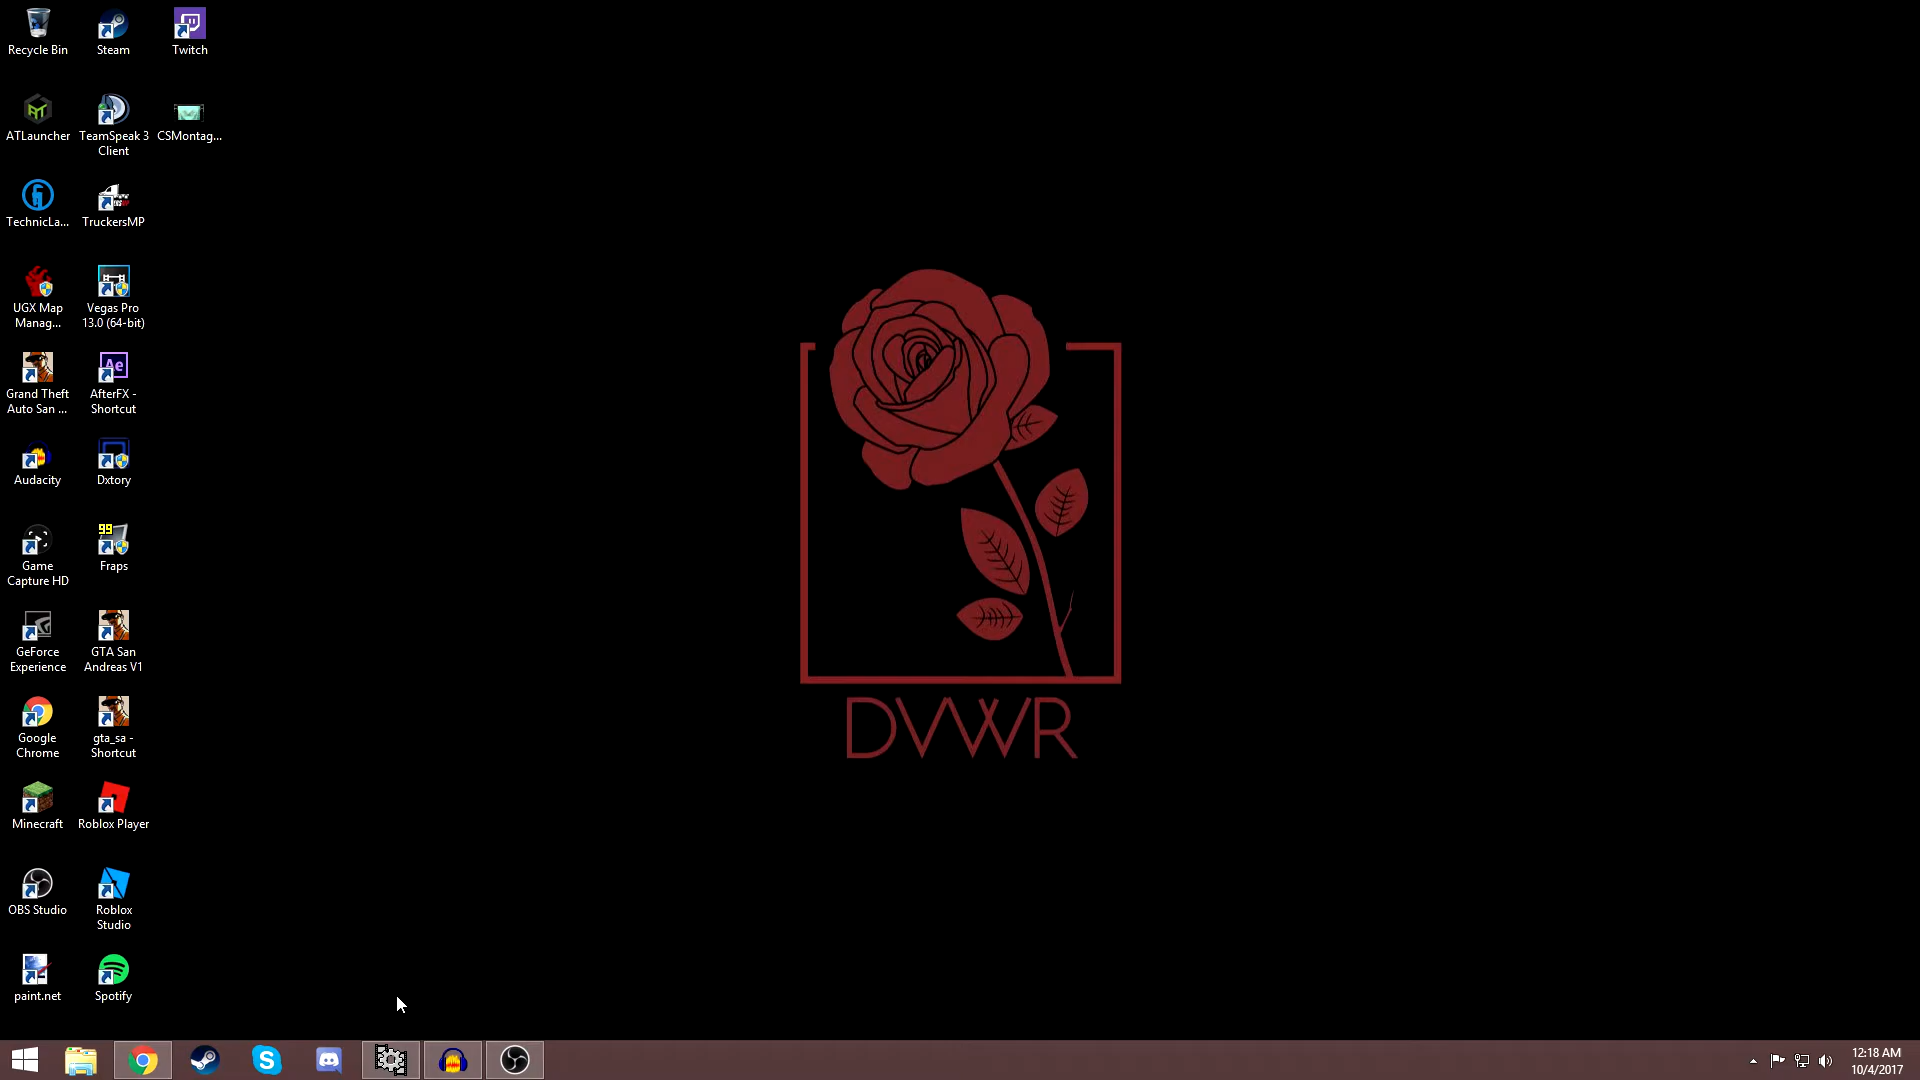 Recycle Bin
Steam
Twitch
ATLauncher
TeamSpeak 3
Client
CSMontag...
TechnicLa...
TruckersMP
UGX Map
Manag...
Vegas Pro
13.0 (64-bit)
Grand Theft
Auto San ...
Ae
AfterFX -
Shortcut
Audacity
Dxtory
Game
Capture HD
99
Fraps
GeForce
Experience
GTA San
Andreas V1
Google
Chrome
gta_sa -
Shortcut
Minecraft
Roblox Player
OBS Studio
Roblox
Studio
paint.net
Spotify
DVWR
12:18 AM
10/4/2017